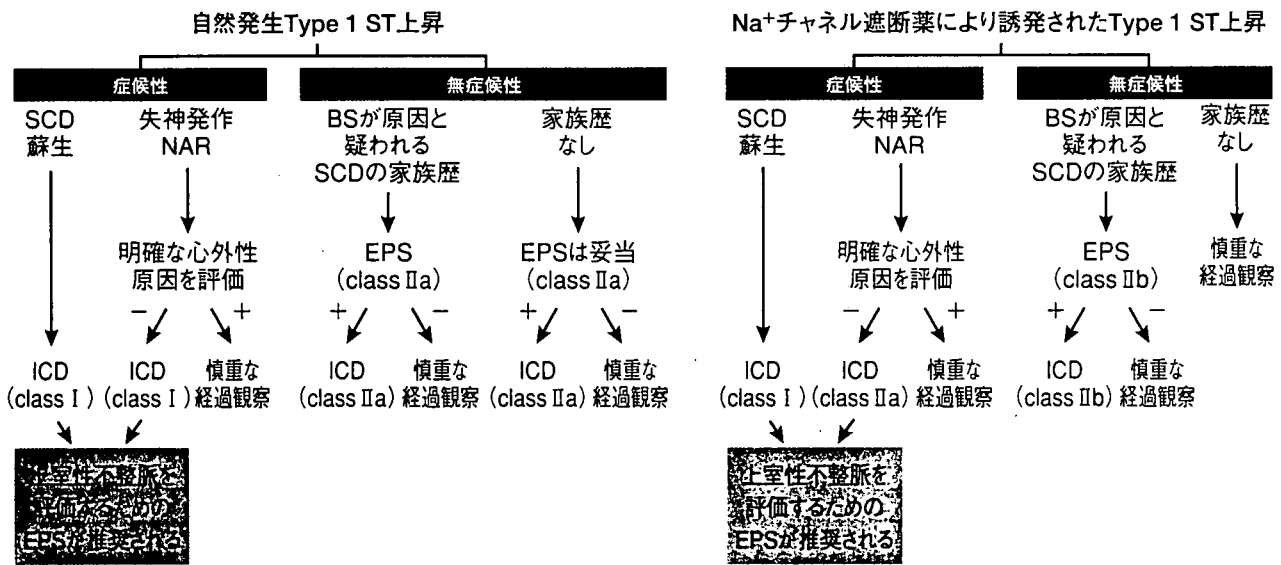 自然発生Type 1 ST上昇
症候性
無症候性
SCD
蘇生
失神発作
NAR
BSが原因と
疑われる
SCDの家族歴
家族歴
なし
明確な心外性
原因を評価
EPS
(class Ⅱa)
EPSは妥当
(class Ⅱa)
− +
+ −
+ −
ICD
(class Ⅰ)
ICD
(class Ⅰ)
慎重な
経過観察
ICD
(class Ⅱa)
慎重な
経過観察
ICD
(class Ⅱa)
慎重な
経過観察
上室性不整脈を
評価するための
EPSが推奨される
Na⁺チャネル遮断薬により誘発されたType 1 ST上昇
症候性
無症候性
SCD
蘇生
失神発作
NAR
BSが原因と
疑われる
SCDの家族歴
家族歴
なし
明確な心外性
原因を評価
EPS
(class Ⅱb)
慎重な
経過観察
− +
+ −
ICD
(class Ⅰ)
ICD
(class Ⅱa)
慎重な
経過観察
ICD
(class Ⅱb)
慎重な
経過観察
上室性不整脈を
評価するための
EPSが推奨される